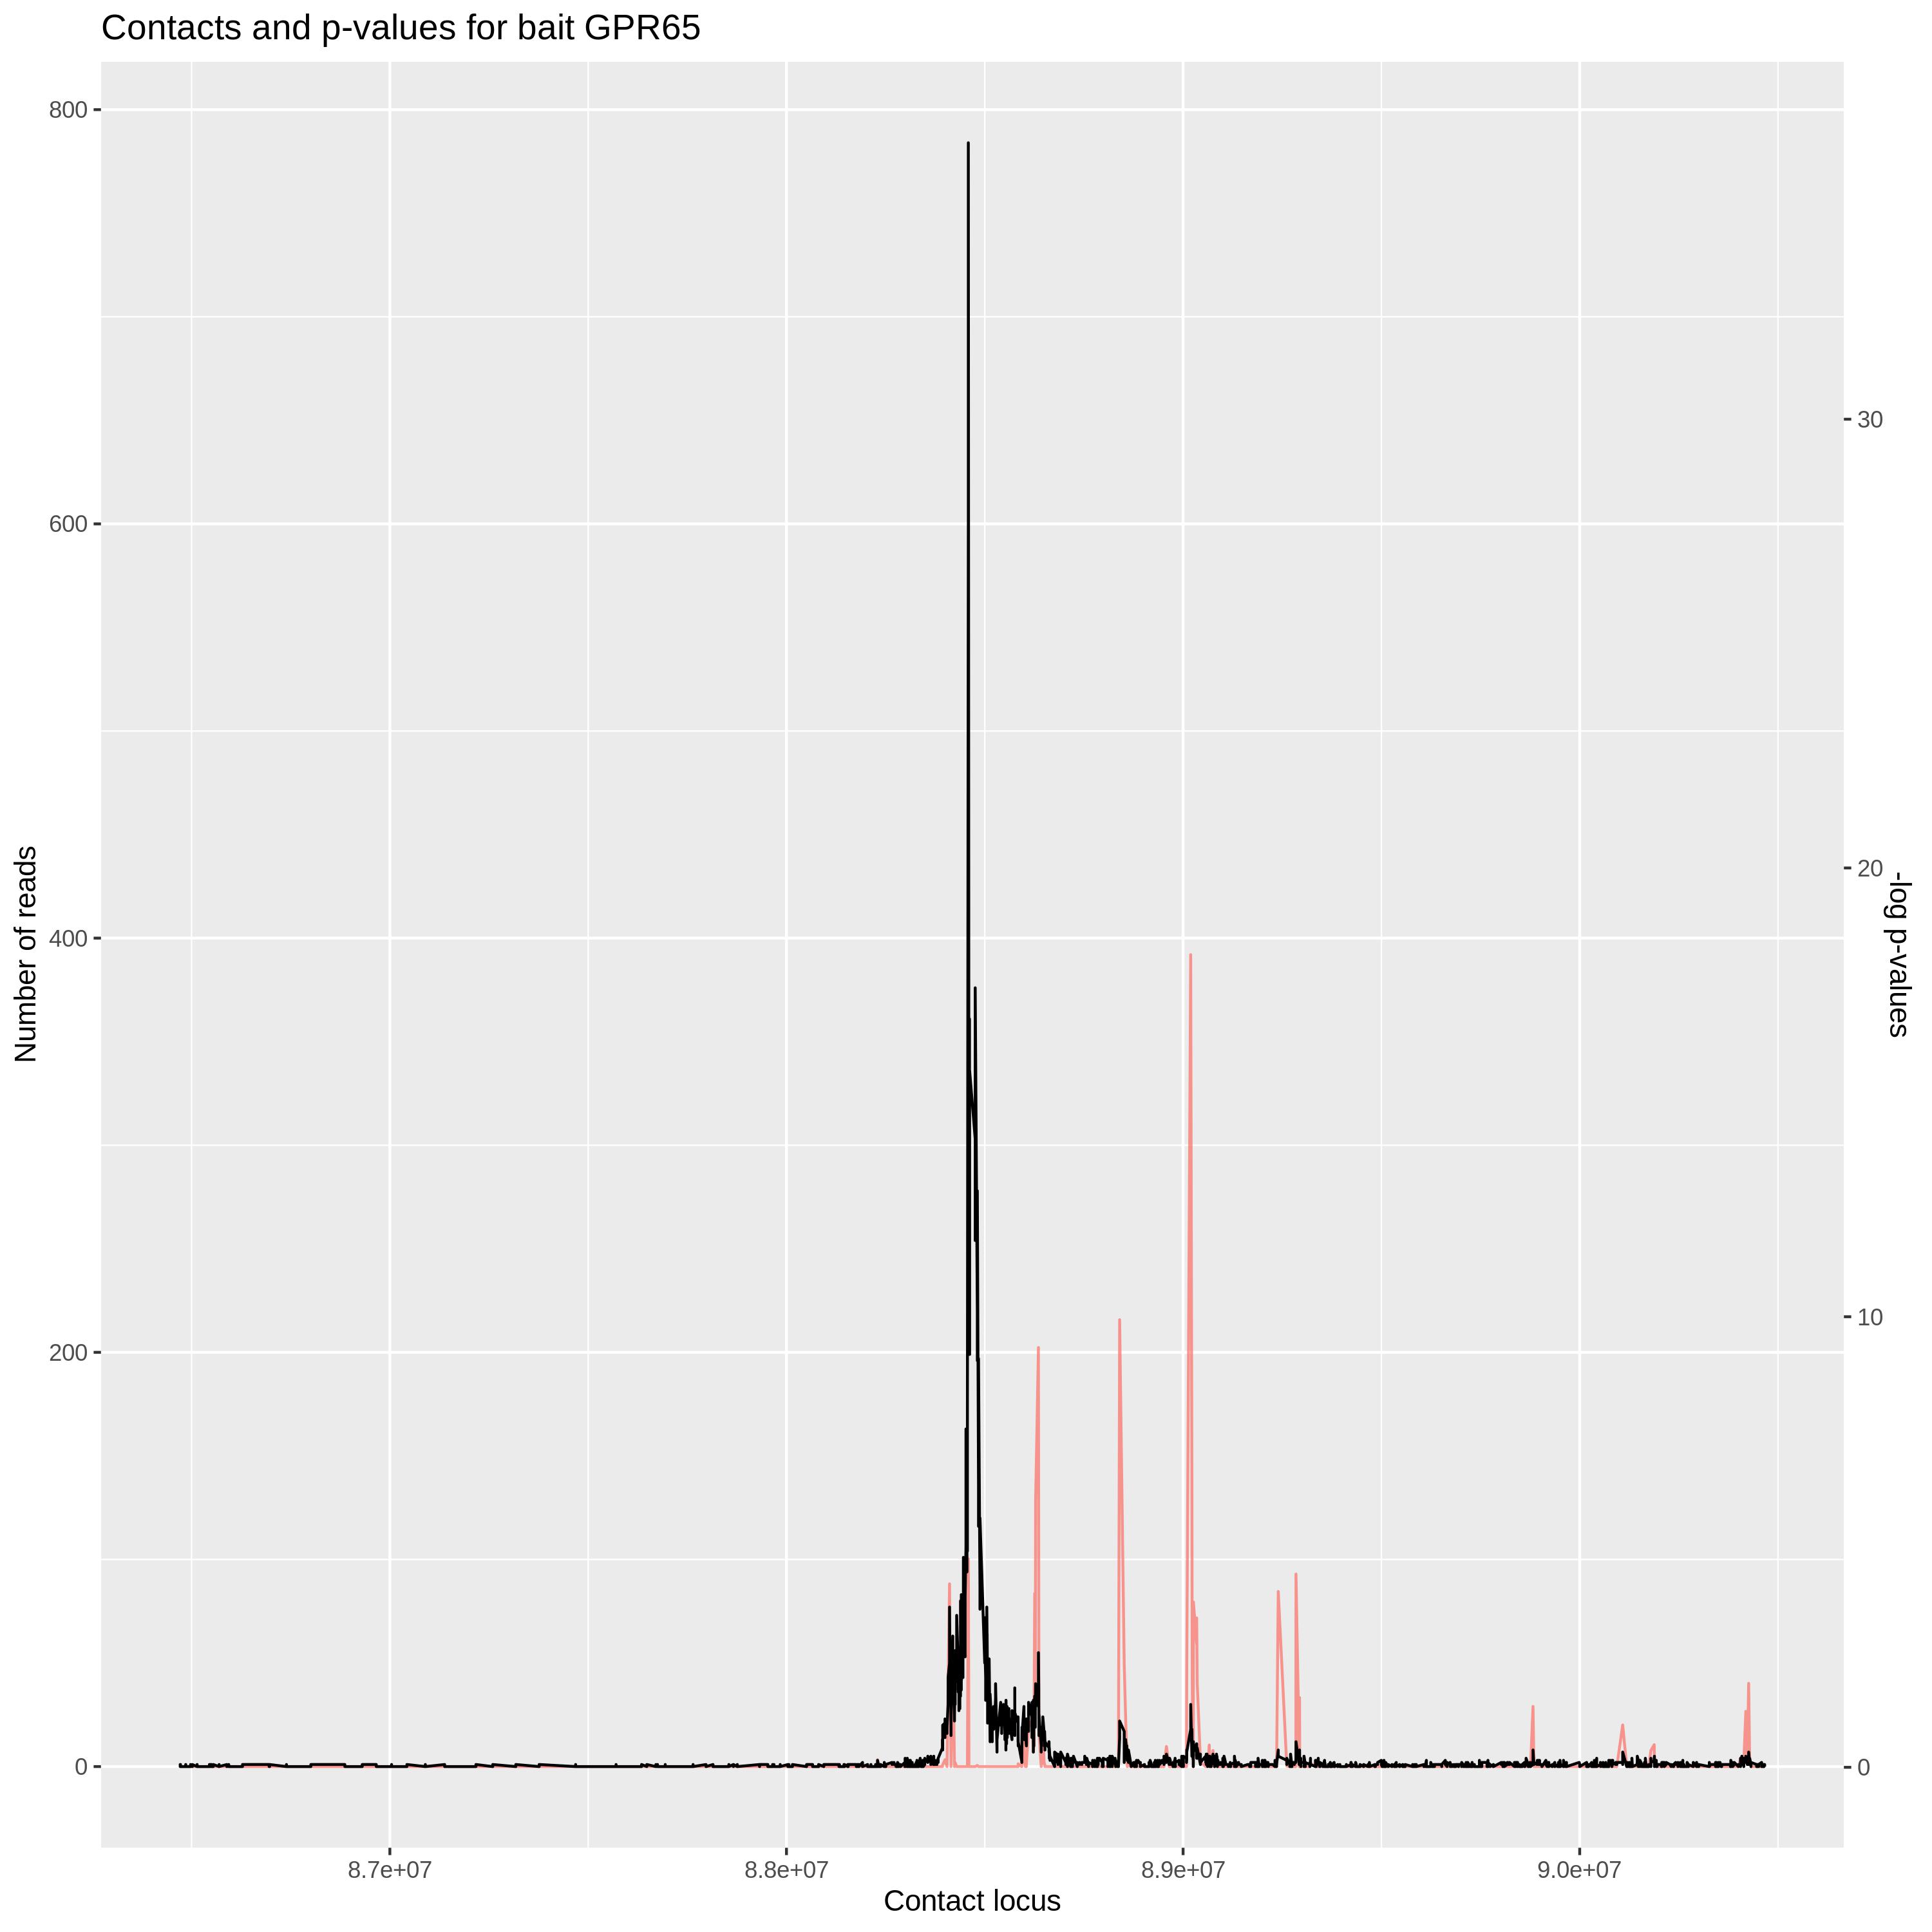 Contacts and p-values for bait GPR65
800
600
400
200
0
Number of reads
30
20
10
0
-log p-values
8.7e+07
8.8e+07
8.9e+07
9.0e+07
Contact locus